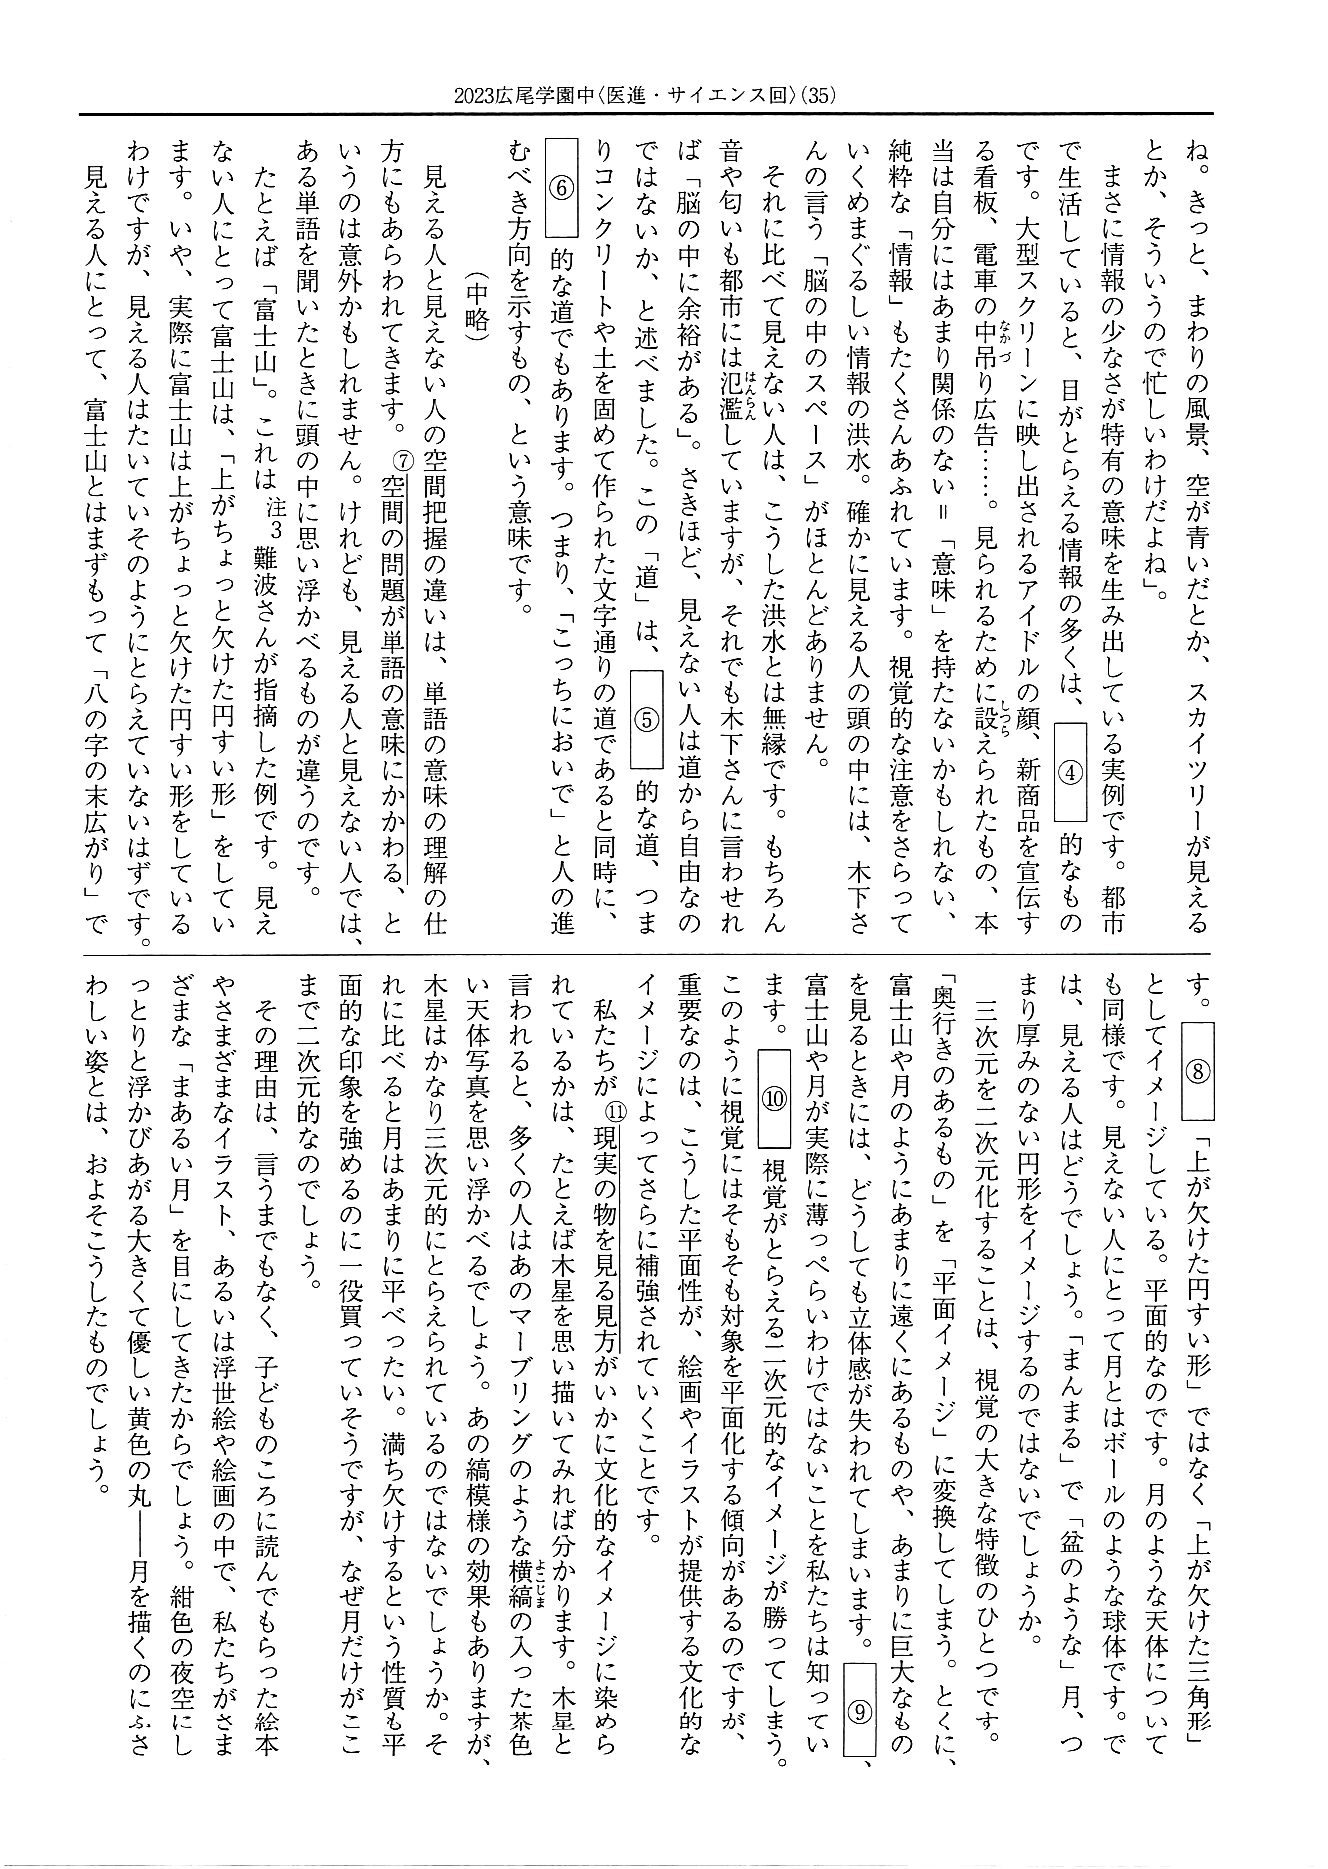 2023広尾学園中〈医進・サイエンス回〉(35)
ね。きっと、まわりの風景、空が青いだとか、スカイツリーが見える
とか、そういうので忙しいわけだよね」。
まさに情報の少なさが特有の意味を生み出している実例です。都市
で生活していると、目がとらえる情報の多くは、④的なもの
です。大型スクリーンに映し出されるアイドルの顔、新商品を宣伝す
る看板、電車の中吊り広告……。見られるために設えられたもの、本
当は自分にはあまり関係のない＝「意味」を持たないかもしれない、
純粋な「情報」もたくさんあふれています。視覚的な注意をさらって
いくめまぐるしい情報の洪水。確かに見える人の頭の中には、木下さ
んの言う「脳の中のスペース」がほとんどありません。
それに比べて見えない人は、こうした洪水とは無縁です。もちろん
音や匂いも都市には氾濫していますが、それでも木下さんに言わせれ
ば「脳の中に余裕がある」。さきほど、見えない人は道から自由なの
ではないか、と述べました。この「道」は、⑤的な道、つま
りコンクリートや土を固めて作られた文字通りの道であると同時に、
⑥的な道でもあります。つまり、「こっちにおいで」と人の進
むべき方向を示すもの、という意味です。
（中略）
見える人と見えない人の空間把握の違いは、単語の意味の理解の仕
方にもあらわれてきます。⑦空間の問題が単語の意味にかかわる、と
いうのは意外かもしれません。けれども、見える人と見えない人では、
ある単語を聞いたときに頭の中に思い浮かべるものが違うのです。
たとえば「富士山」。これは注3難波さんが指摘した例です。見え
ない人にとって富士山は、「上がちょっと欠けた円すい形」をしてい
ます。いや、実際に富士山は上がちょっと欠けた円すい形をしている
わけですが、見える人はたいていそのようにとらえていないはずです。
見える人にとって、富士山とはまずもって「八の字の末広がり」で
す。⑧「上が欠けた円すい形」ではなく「上が欠けた三角形」
としてイメージしている。平面的なのです。月のような天体について
も同様です。見えない人にとって月とはボールのような球体です。で
は、見える人はどうでしょう。「まんまる」で「盆のような」月、つ
まり厚みのない円形をイメージするのではないでしょうか。
三次元を二次元化することは、視覚の大きな特徴のひとつです。
「奥行きのあるもの」を「平面イメージ」に変換してしまう。とくに、
富士山や月のようにあまりに遠くにあるものや、あまりに巨大なもの
を見るときには、どうしても立体感が失われてしまいます。⑨、
富士山や月が実際に薄っぺらいわけではないことを私たちは知ってい
ます。⑩視覚がとらえる二次元的なイメージが勝ってしまう。
このように視覚にはそもそも対象を平面化する傾向があるのですが、
重要なのは、こうした平面性が、絵画やイラストが提供する文化的な
イメージによってさらに補強されていくことです。
私たちが⑪現実の物を見る見方がいかに文化的なイメージに染めら
れているかは、たとえば木星を思い描いてみれば分かります。木星と
言われると、多くの人はあのマーブリングのような横縞の入った茶色
い天体写真を思い浮かべるでしょう。あの縞模様の効果もありますが、
木星はかなり三次元的にとらえられているのではないでしょうか。そ
れに比べると月はあまりに平べったい。満ち欠けするという性質も平
面的な印象を強めるのに一役買っていそうですが、なぜ月だけがここ
まで二次元的なのでしょう。
その理由は、言うまでもなく、子どものころに読んでもらった絵本
やさまざまなイラスト、あるいは浮世絵や絵画の中で、私たちがさま
ざまな「まあるい月」を目にしてきたからでしょう。紺色の夜空にし
っとりと浮かびあがる大きくて優しい黄色の丸――月を描くのにふさ
わしい姿とは、およそこうしたものでしょう。